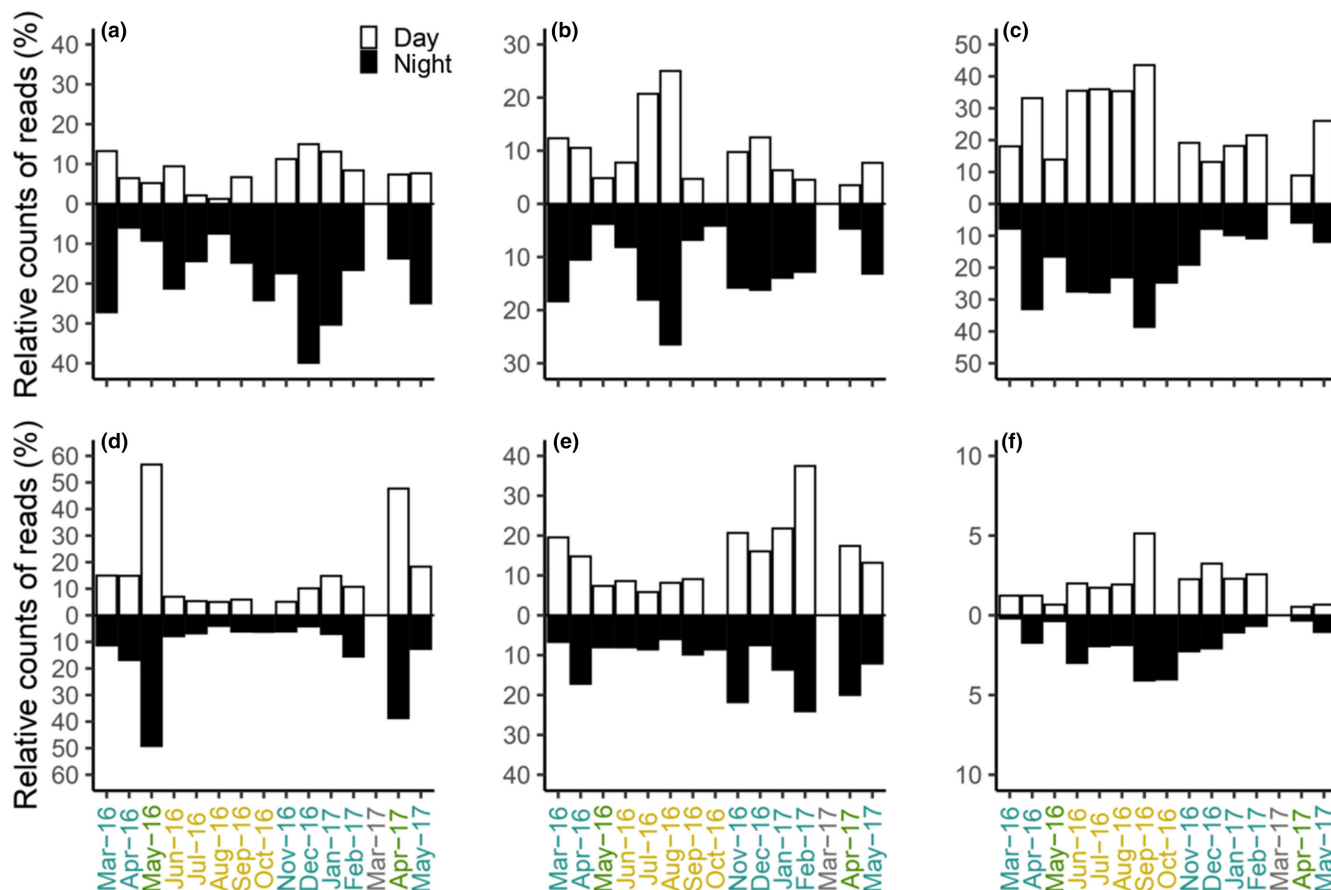 (a)
Day
Night
(b)
(c)
Relative counts of reads (%)
40
30
20
10
0
10
20
30
40
30
20
10
0
10
20
30
50
40
30
20
10
0
10
20
30
40
50
(d)
(e)
(f)
Relative counts of reads (%)
60
50
40
30
20
10
0
10
20
30
40
50
60
40
30
20
10
0
10
20
30
40
10
5
0
5
10
Mar−16
Apr−16
May−16
Jun−16
Jul−16
Aug−16
Sep−16
Oct−16
Nov−16
Dec−16
Jan−17
Feb−17
Mar−17
Apr−17
May−17
Mar−16
Apr−16
May−16
Jun−16
Jul−16
Aug−16
Sep−16
Oct−16
Nov−16
Dec−16
Jan−17
Feb−17
Mar−17
Apr−17
May−17
Mar−16
Apr−16
May−16
Jun−16
Jul−16
Aug−16
Sep−16
Oct−16
Nov−16
Dec−16
Jan−17
Feb−17
Mar−17
Apr−17
May−17